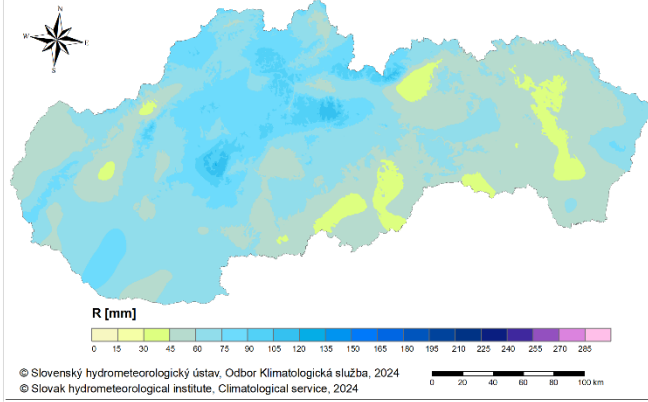 N
W E
S
R [mm]
0 15 30 45 60 75 90 105 120 135 150 165 180 195 210 225 240 255 270 285
© Slovenský hydrometeorologický ústav, Odbor Klimatologická služba, 2024
© Slovak hydrometeorological institute, Climatological service, 2024
0 20 40 60 80 100 km